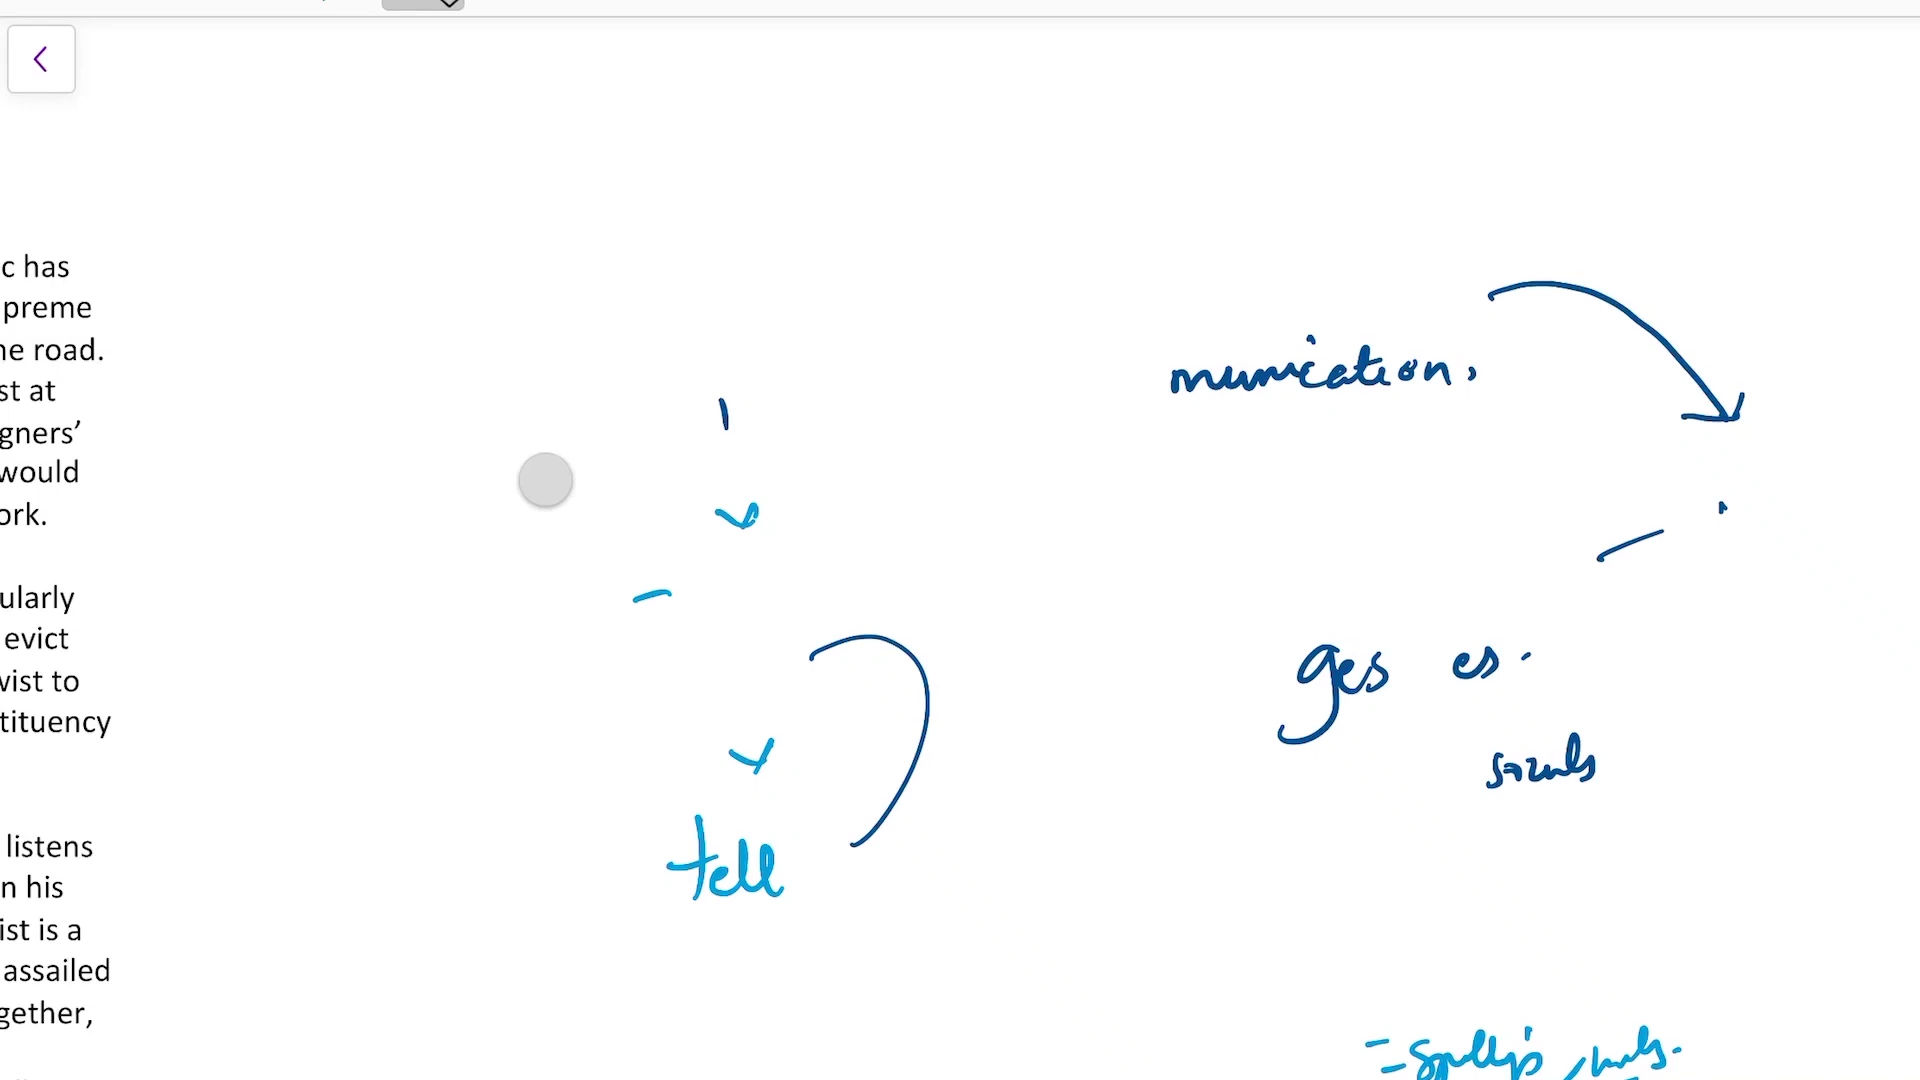 c has
preme
he road.
st at
gners’
would
ork.
ularly
evict
vist to
tituency
listens
n his
ist is a
assailed
gether,
munication,
ges es.
tell